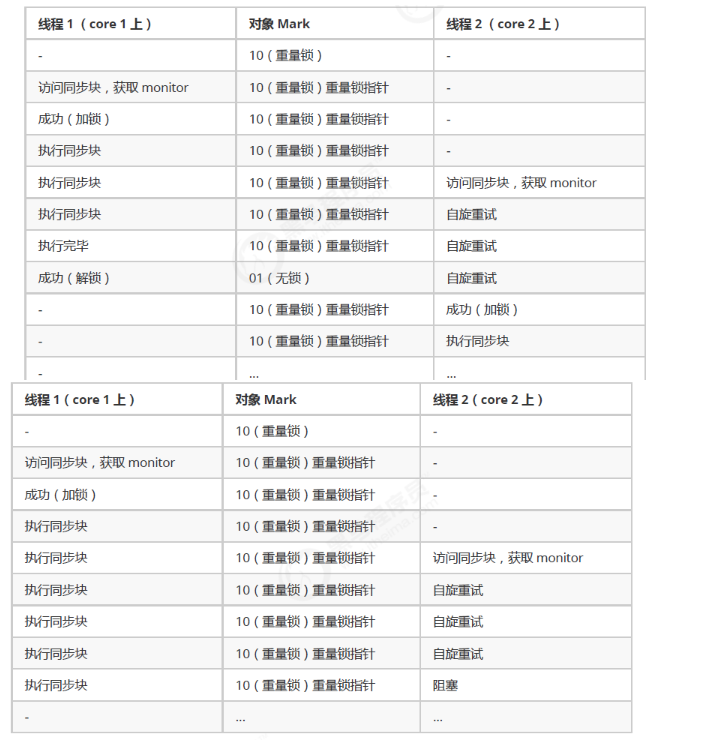 线程 1 （ core 1 上 ） 对象 Mark 线程 2 （ core 2 上 ）
- 10（重量锁） -
访问同步块，获取 monitor 10（重量锁）重量锁指针 -
成功（加锁） 10（重量锁）重量锁指针 -
执行同步块 10（重量锁）重量锁指针 -
执行同步块 10（重量锁）重量锁指针 访问同步块，获取 monitor
执行同步块 10（重量锁）重量锁指针 自旋重试
执行完毕 10（重量锁）重量锁指针 自旋重试
成功（解锁） 01（无锁） 自旋重试
- 10（重量锁）重量锁指针 成功（加锁）
- 10（重量锁）重量锁指针 执行同步块
- ... ...
线程 1（ core 1 上 ） 对象 Mark 线程 2（ core 2 上 ）
- 10（重量锁） -
访问同步块，获取 monitor 10（重量锁）重量锁指针 -
成功（加锁） 10（重量锁）重量锁指针 -
执行同步块 10（重量锁）重量锁指针 -
执行同步块 10（重量锁）重量锁指针 访问同步块，获取 monitor
执行同步块 10（重量锁）重量锁指针 自旋重试
执行同步块 10（重量锁）重量锁指针 自旋重试
执行同步块 10（重量锁）重量锁指针 自旋重试
执行同步块 10（重量锁）重量锁指针 阻塞
- ... ...